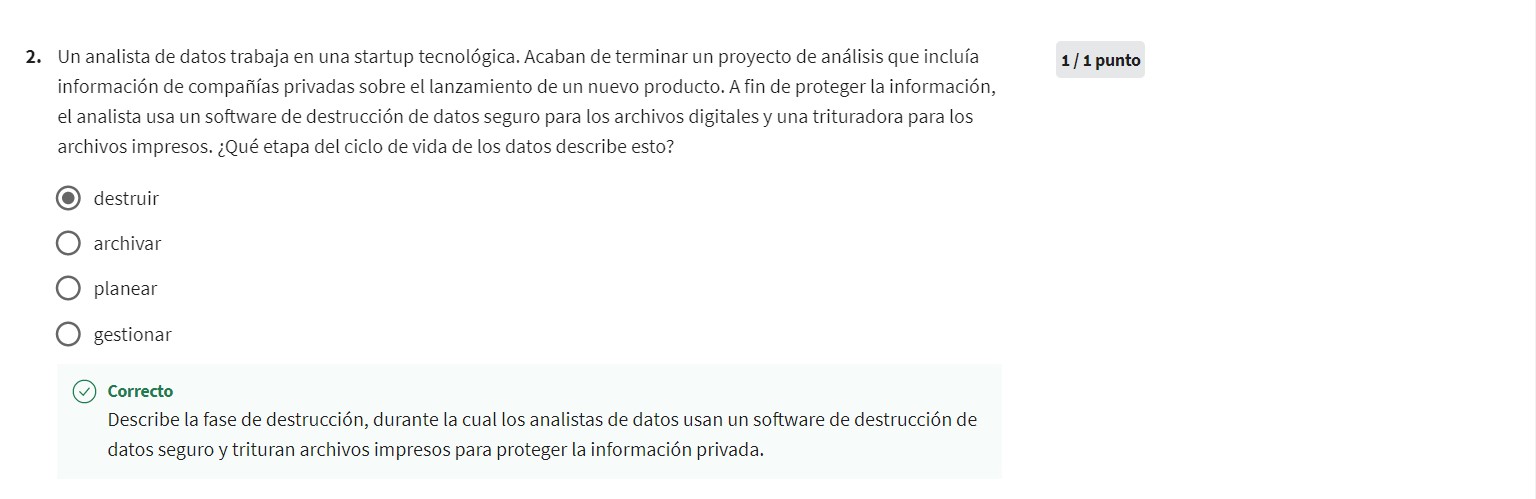 2. Un analista de datos trabaja en una startup tecnológica. Acaban de terminar un proyecto de análisis que incluía
1 / 1 punto
información de compañías privadas sobre el lanzamiento de un nuevo producto. A fin de proteger la información,
el analista usa un software de destrucción de datos seguro para los archivos digitales y una trituradora para los
archivos impresos. ¿Qué etapa del ciclo de vida de los datos describe esto?
destruir
archivar
planear
gestionar
Correcto
Describe la fase de destrucción, durante la cual los analistas de datos usan un software de destrucción de
datos seguro y trituran archivos impresos para proteger la información privada.